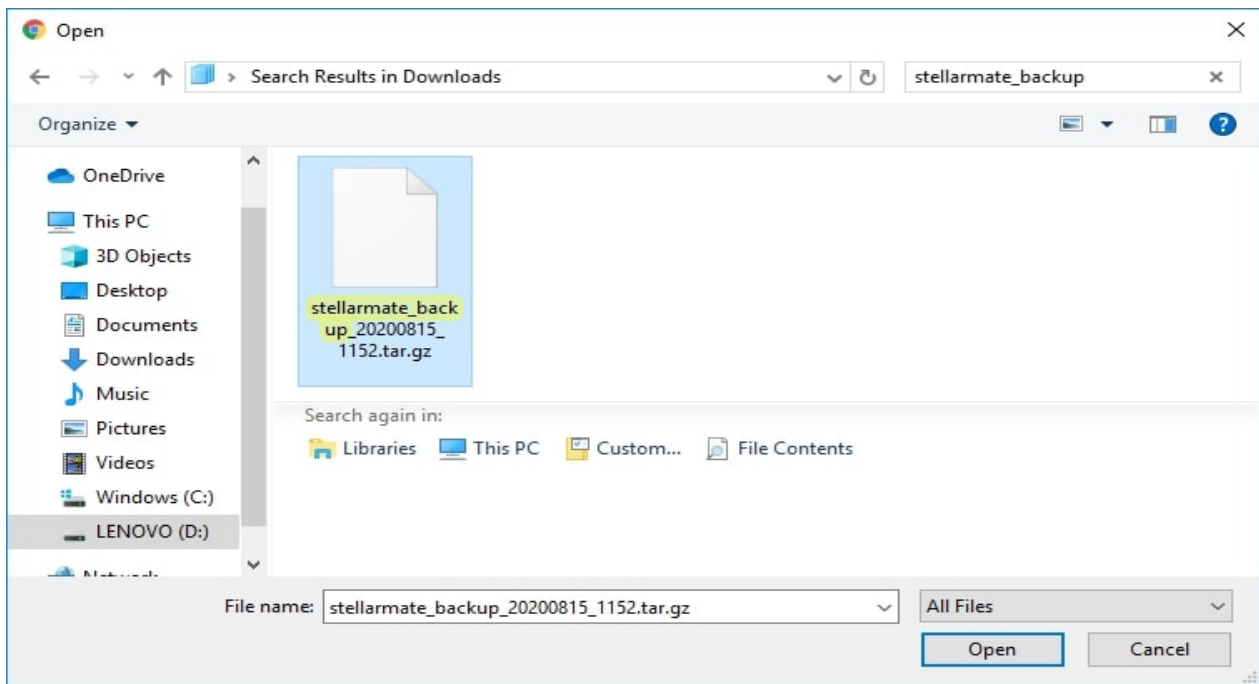 Open
Search Results in Downloads
stellarmate_backup
Organize
OneDrive
This PC
3D Objects
Desktop
Documents
Downloads
Music
Pictures
Videos
Windows (C:)
LENOVO (D:)
stellarmate_back
up_20200815_
1152.tar.gz
Search again in:
Libraries This PC Custom... File Contents
File name: stellarmate_backup_20200815_1152.tar.gz All Files
Open Cancel